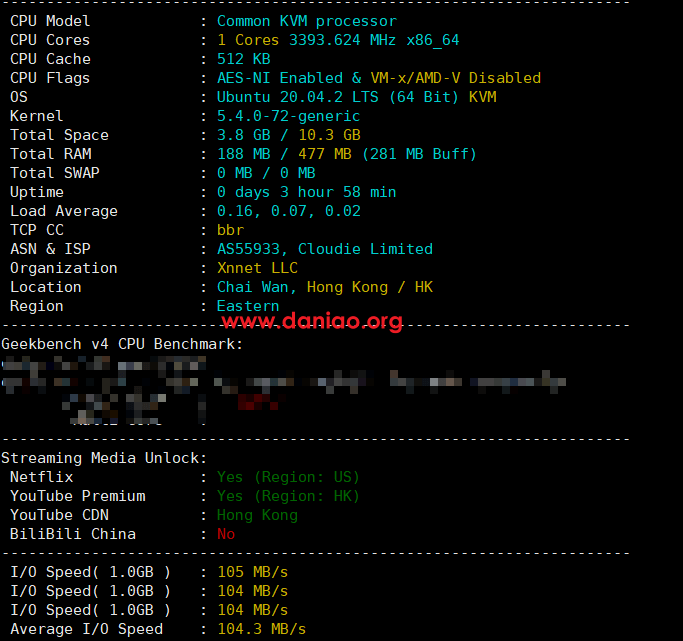 ----------------------------------------------------------------------
CPU Model : Common KVM processor
CPU Cores : 1 Cores 3393.624 MHz x86_64
CPU Cache : 512 KB
CPU Flags : AES-NI Enabled & VM-x/AMD-V Disabled
OS : Ubuntu 20.04.2 LTS (64 Bit) KVM
Kernel : 5.4.0-72-generic
Total Space : 3.8 GB / 10.3 GB
Total RAM : 188 MB / 477 MB (281 MB Buff)
Total SWAP : 0 MB / 0 MB
Uptime : 0 days 3 hour 58 min
Load Average : 0.16, 0.07, 0.02
TCP CC : bbr
ASN & ISP : AS55933, Cloudie Limited
Organization : Xnnet LLC
Location : Chai Wan, Hong Kong / HK
Region : Eastern
www.daniao.org
----------------------------------------------------------------------
Geekbench v4 CPU Benchmark:
----------------------------------------------------------------------
Streaming Media Unlock:
Netflix : Yes (Region: US)
YouTube Premium : Yes (Region: HK)
YouTube CDN : Hong Kong
BiliBili China : No
----------------------------------------------------------------------
I/O Speed( 1.0GB ) : 105 MB/s
I/O Speed( 1.0GB ) : 104 MB/s
I/O Speed( 1.0GB ) : 104 MB/s
Average I/O Speed : 104.3 MB/s